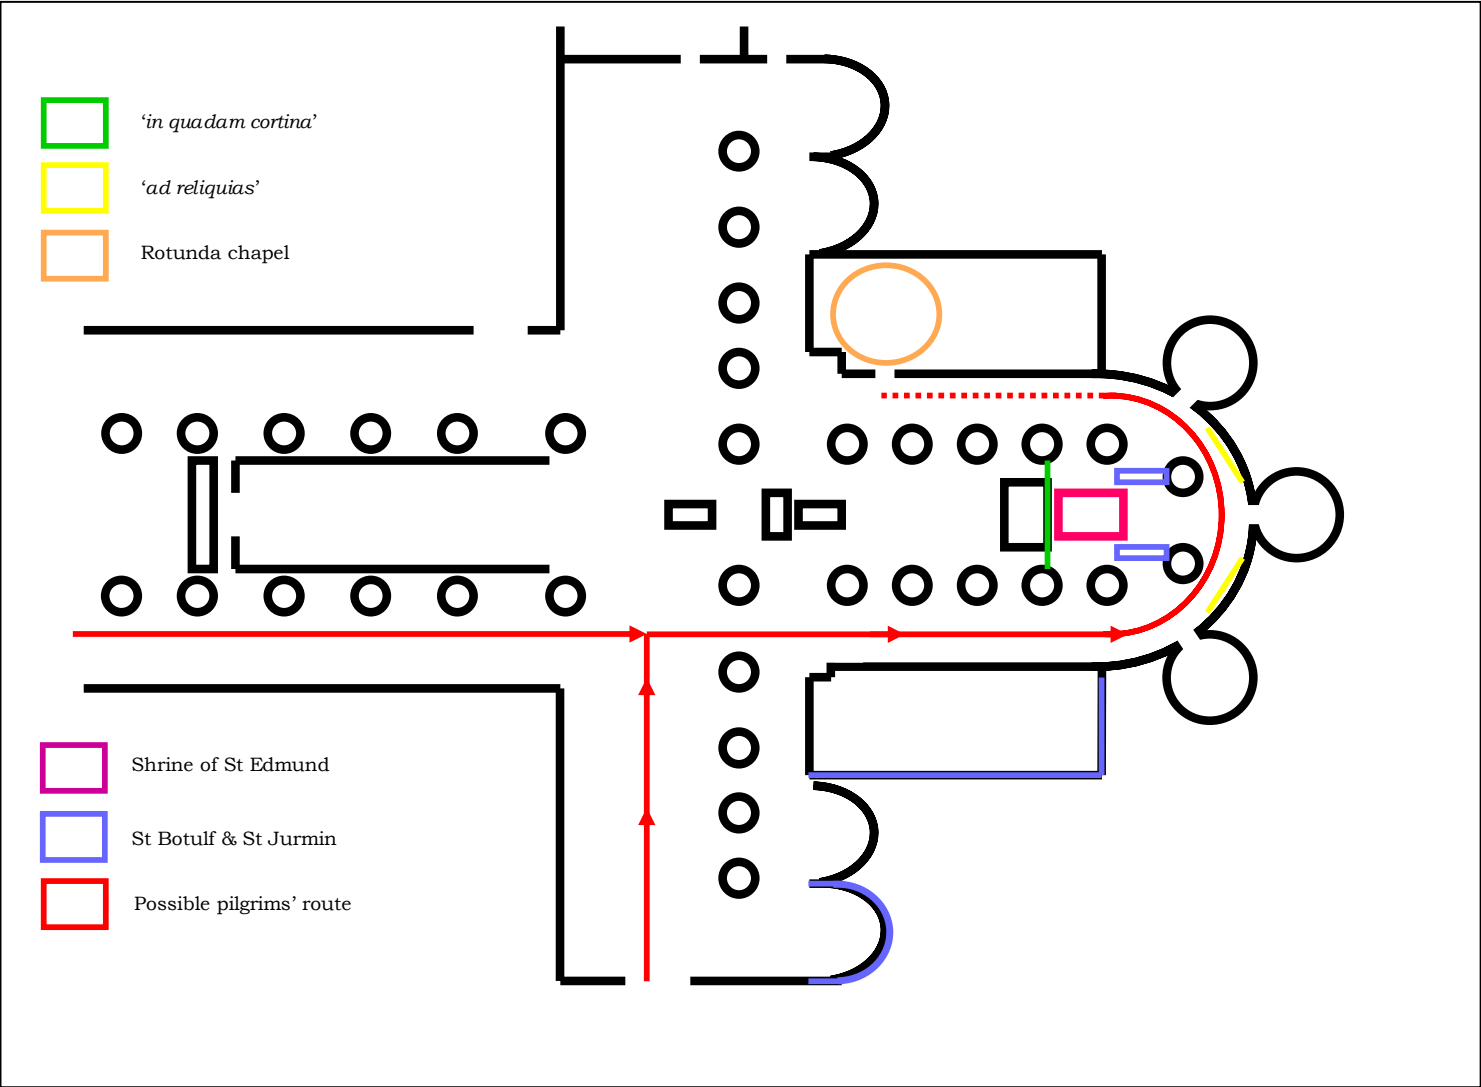 ‘in quadam cortina’
‘ad reliquias’
Rotunda chapel
Shrine of St Edmund
St Botulf & St Jurmin
Possible pilgrims’ route